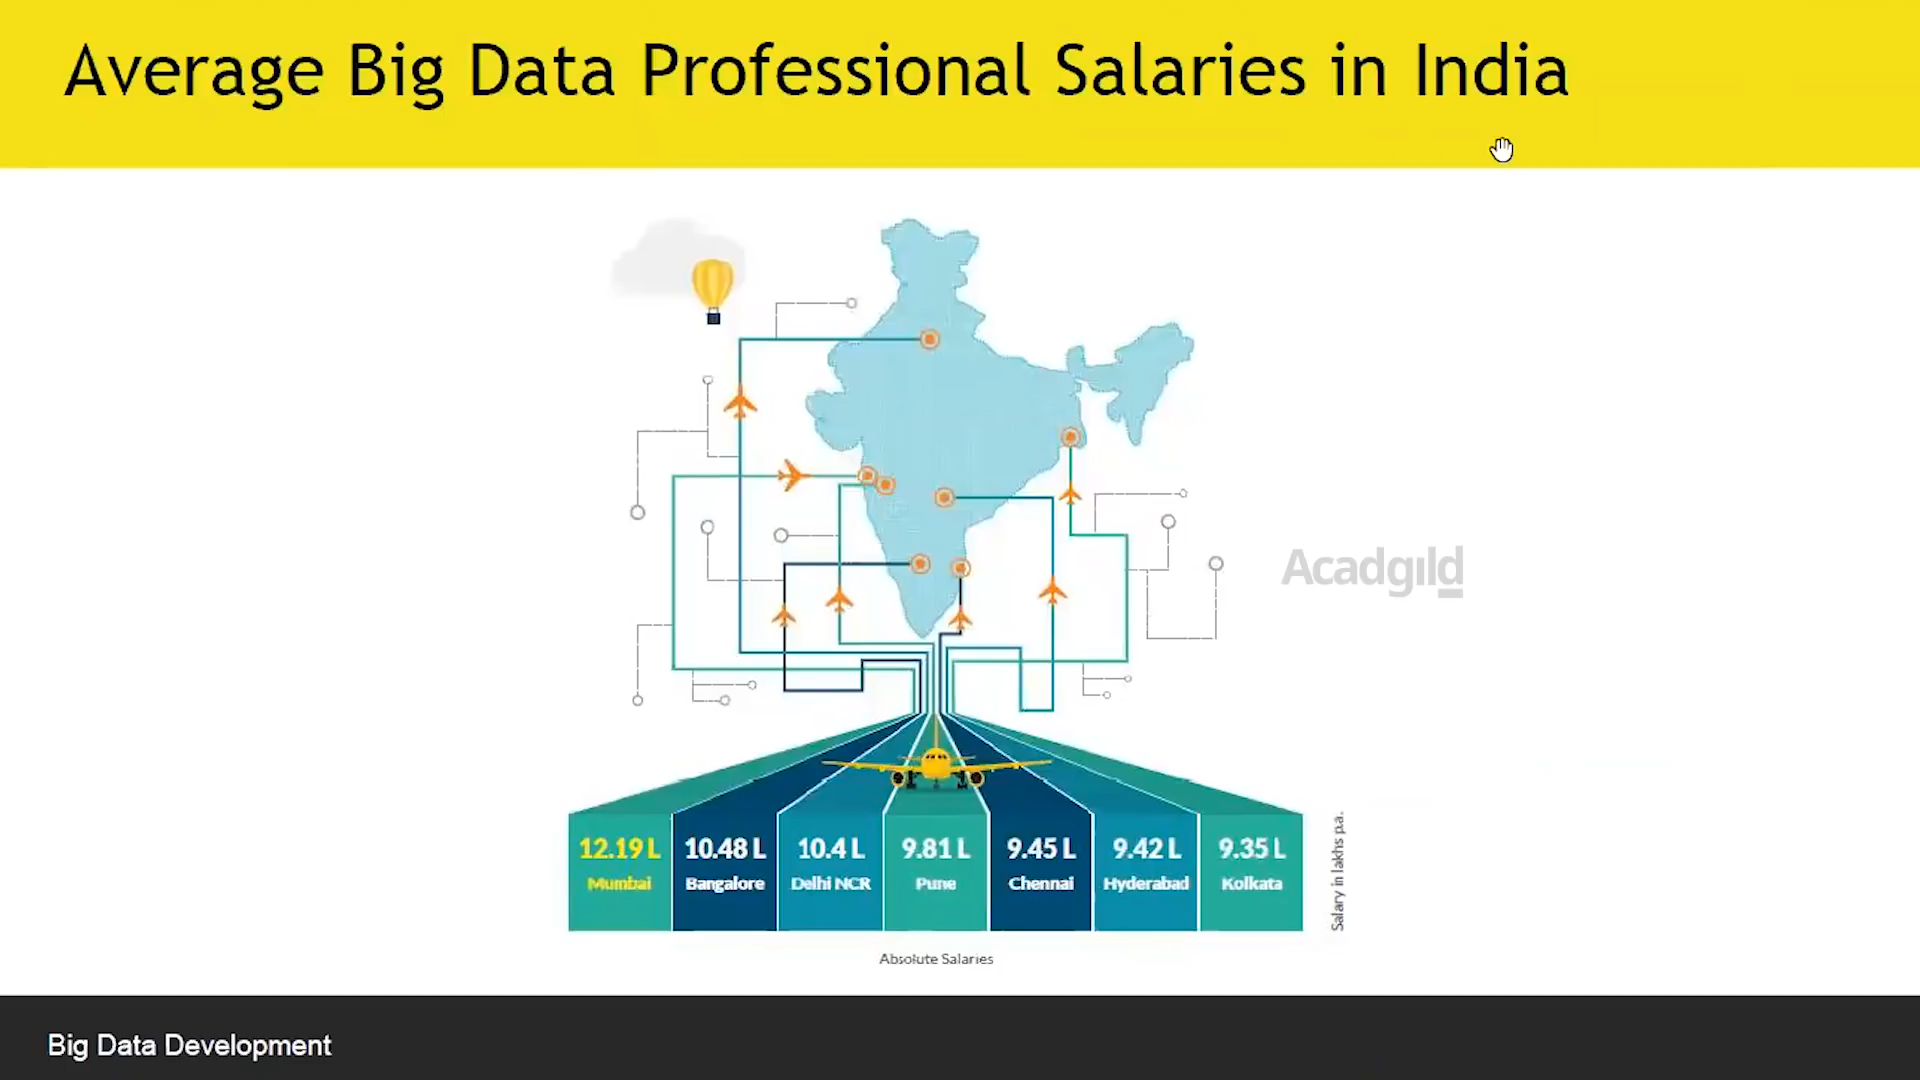 Average Big Data Professional Salaries in India
Acadgild
12.19 L 10.48 L 10.4 L 9.81 L 9.45 L 9.42 L 9.35 L
Mumbai Bangalore Delhi NCR Pune Chennai Hyderabad Kolkata
Salary in lakhs p.a.
Absolute Salaries
Big Data Development